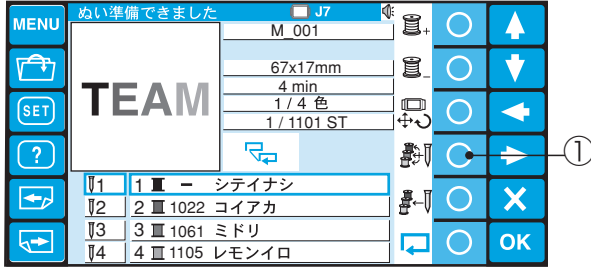 MENU
ぬい準備できました J7
M_001
67x17mm
4 min
1 / 4 色
1 / 1101 ST
TEAM
SET
?
+
−
①
1 1 − シテイナシ
2 2 1022 コイアカ
3 3 1061 ミドリ
4 4 1105 レモンイロ
OK